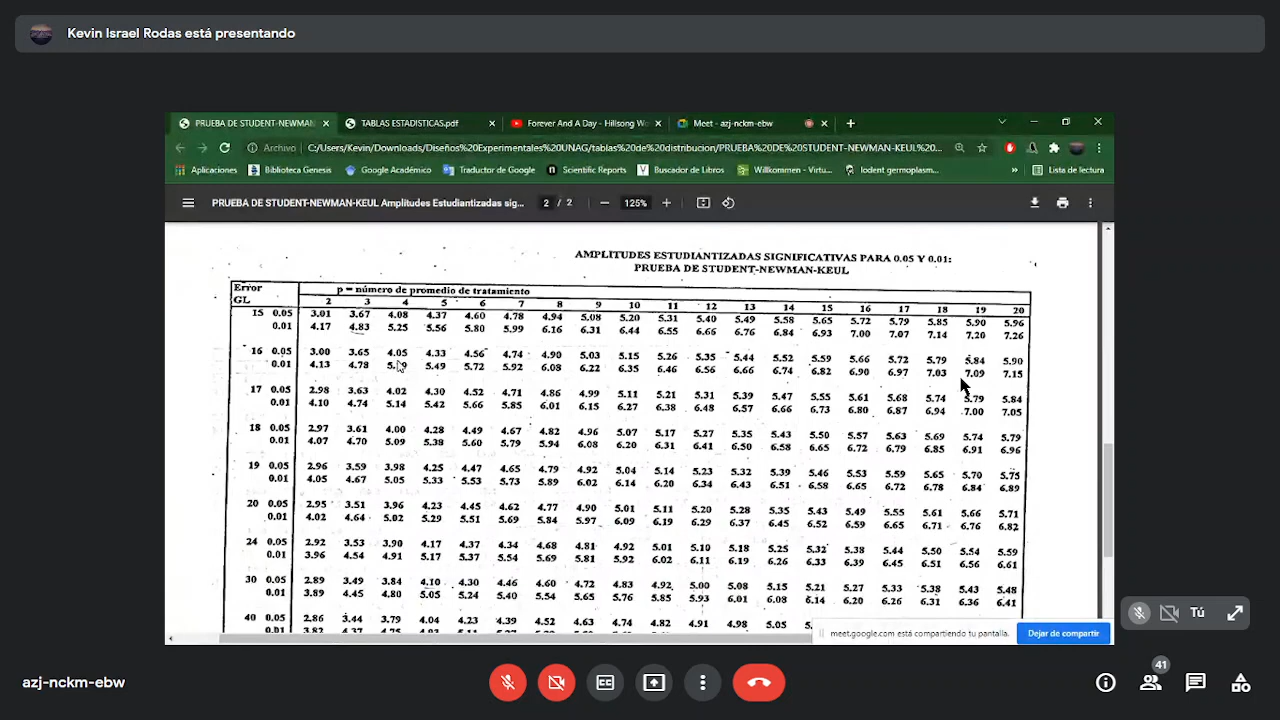 Kevin Israel Rodas está presentando
PRUEBA DE STUDENT-NEWMAN
TABLAS ESTADISTICAS.pdf
Forever And A Day - Hillsong W
Meet - azj-nckm-ebw
Archivo
C:/Users/Kevin/Downloads/Diseños%20Experimentales%20UNAG/tablas%20de%20distribucion/PRUEBA%20DE%20STUDENT-NEWMAN-KEUL%20...
Aplicaciones
Biblioteca Genesis
Google Académico
Traductor de Google
Scientific Reports
Buscador de Libros
Willkommen - Virtu...
Iodent germoplasm...
»
Lista de lectura
PRUEBA DE STUDENT-NEWMAN-KEUL Amplitudes Estudiantizadas sig...
2 / 2
125%
AMPLITUDES ESTUDIANTIZADAS SIGNIFICATIVAS PARA 0.05 Y 0.01:
PRUEBA DE STUDENT-NEWMAN-KEUL
Error p = número de promedio de tratamiento
GL 2 3 4 5 6 7 8 9 10 11 12 13 14 15 16 17 18 19 20
15 0.05 3.01 3.67 4.08 4.37 4.60 4.78 4.94 5.08 5.20 5.31 5.40 5.49 5.58 5.65 5.72 5.79 5.85 5.90 5.96
0.01 4.17 4.83 5.25 5.56 5.80 5.99 6.16 6.31 6.44 6.55 6.66 6.76 6.84 6.93 7.00 7.07 7.14 7.20 7.26
16 0.05 3.00 3.65 4.05 4.33 4.56 4.74 4.90 5.03 5.15 5.26 5.35 5.44 5.52 5.59 5.66 5.72 5.79 5.84 5.90
0.01 4.13 4.78 5.49 5.72 5.92 6.08 6.22 6.35 6.46 6.56 6.66 6.74 6.82 6.90 6.97 7.03 7.09 7.15
17 0.05 2.98 3.63 4.02 4.30 4.52 4.71 4.86 4.99 5.11 5.21 5.31 5.39 5.47 5.55 5.61 5.68 5.74 5.79 5.84
0.01 4.10 4.74 5.14 5.42 5.66 5.85 6.01 6.15 6.27 6.38 6.48 6.57 6.66 6.73 6.80 6.87 6.94 7.00 7.05
18 0.05 2.97 3.61 4.00 4.28 4.49 4.67 4.82 4.96 5.07 5.17 5.27 5.35 5.43 5.50 5.57 5.63 5.69 5.74 5.79
0.01 4.07 4.70 5.09 5.38 5.60 5.79 5.94 6.08 6.20 6.31 6.41 6.50 6.58 6.65 6.72 6.79 6.85 6.91 6.96
19 0.05 2.96 3.59 3.98 4.25 4.47 4.65 4.79 4.92 5.04 5.14 5.23 5.32 5.39 5.46 5.53 5.59 5.65 5.70 5.75
0.01 4.05 4.67 5.05 5.33 5.53 5.73 5.89 6.02 6.14 6.20 6.34 6.43 6.51 6.58 6.65 6.72 6.78 6.84 6.89
20 0.05 2.95 3.51 3.96 4.23 4.45 4.62 4.77 4.90 5.01 5.11 5.20 5.28 5.35 5.43 5.49 5.55 5.61 5.66 5.71
0.01 4.02 4.64 5.02 5.29 5.51 5.69 5.84 5.97 6.09 6.19 6.29 6.37 6.45 6.52 6.59 6.65 6.71 6.76 6.82
24 0.05 2.92 3.53 3.90 4.17 4.37 4.34 4.68 4.81 4.92 5.01 5.10 5.18 5.25 5.32 5.38 5.44 5.50 5.54 5.59
0.01 3.96 4.54 4.91 5.17 5.37 5.54 5.69 5.81 5.92 6.02 6.11 6.19 6.26 6.33 6.39 6.45 6.51 6.56 6.61
30 0.05 2.89 3.49 3.84 4.10 4.30 4.46 4.60 4.72 4.83 4.92 5.00 5.08 5.15 5.21 5.27 5.33 5.38 5.43 5.48
0.01 3.89 4.45 4.80 5.05 5.24 5.40 5.54 5.65 5.76 5.85 5.93 6.01 6.08 6.14 6.20 6.26 6.31 6.36 6.41
40 0.05 2.86 3.44 3.79 4.04 4.23 4.39 4.52 4.63 4.74 4.82 4.91 4.98 5.05
0.01
meet.google.com está compartiendo tu pantalla.
Dejar de compartir
Tú
azj-nckm-ebw
CC
41